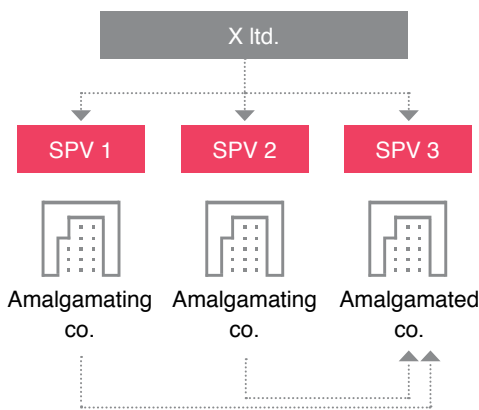 X ltd.
SPV 1
SPV 2
SPV 3
Amalgamating
co.
Amalgamating
co.
Amalgamated
co.